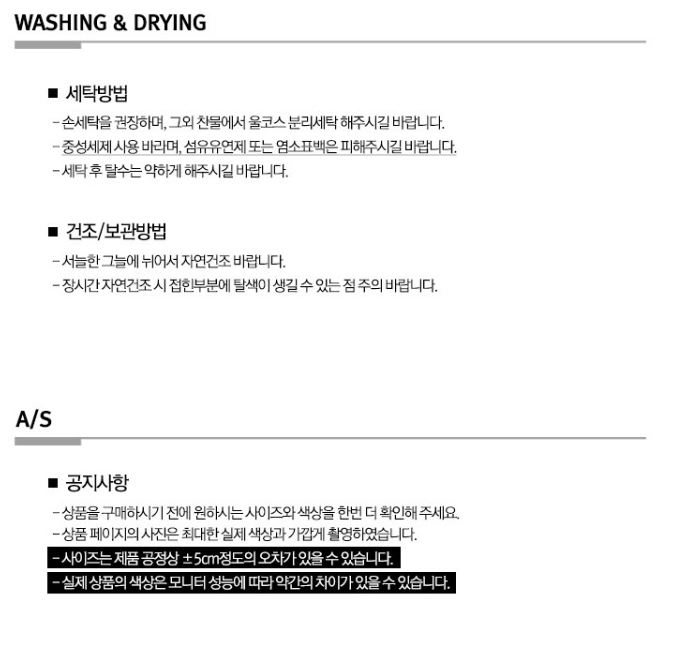 WASHING & DRYING
■ 세탁방법
- 손세탁을 권장하며, 그외 찬물에서 울코스 분리세탁 해주시길 바랍니다.
- 중성세제 사용 바라며, 섬유유연제 또는 염소표백은 피해주시길 바랍니다.
- 세탁 후 탈수는 약하게 해주시길 바랍니다.
■ 건조/보관방법
- 서늘한 그늘에 뉘어서 자연건조 바랍니다.
- 장시간 자연건조 시 접힌부분에 탈색이 생길 수 있는 점 주의 바랍니다.
A/S
■ 공지사항
- 상품을 구매하시기 전에 원하시는 사이즈와 색상을 한번 더 확인해 주세요.
- 상품 페이지의 사진은 최대한 실제 색상과 가깝게 촬영하였습니다.
- 사이즈는 제품 공정상 ±5cm정도의 오차가 있을 수 있습니다.
- 실제 상품의 색상은 모니터 성능에 따라 약간의 차이가 있을 수 있습니다.